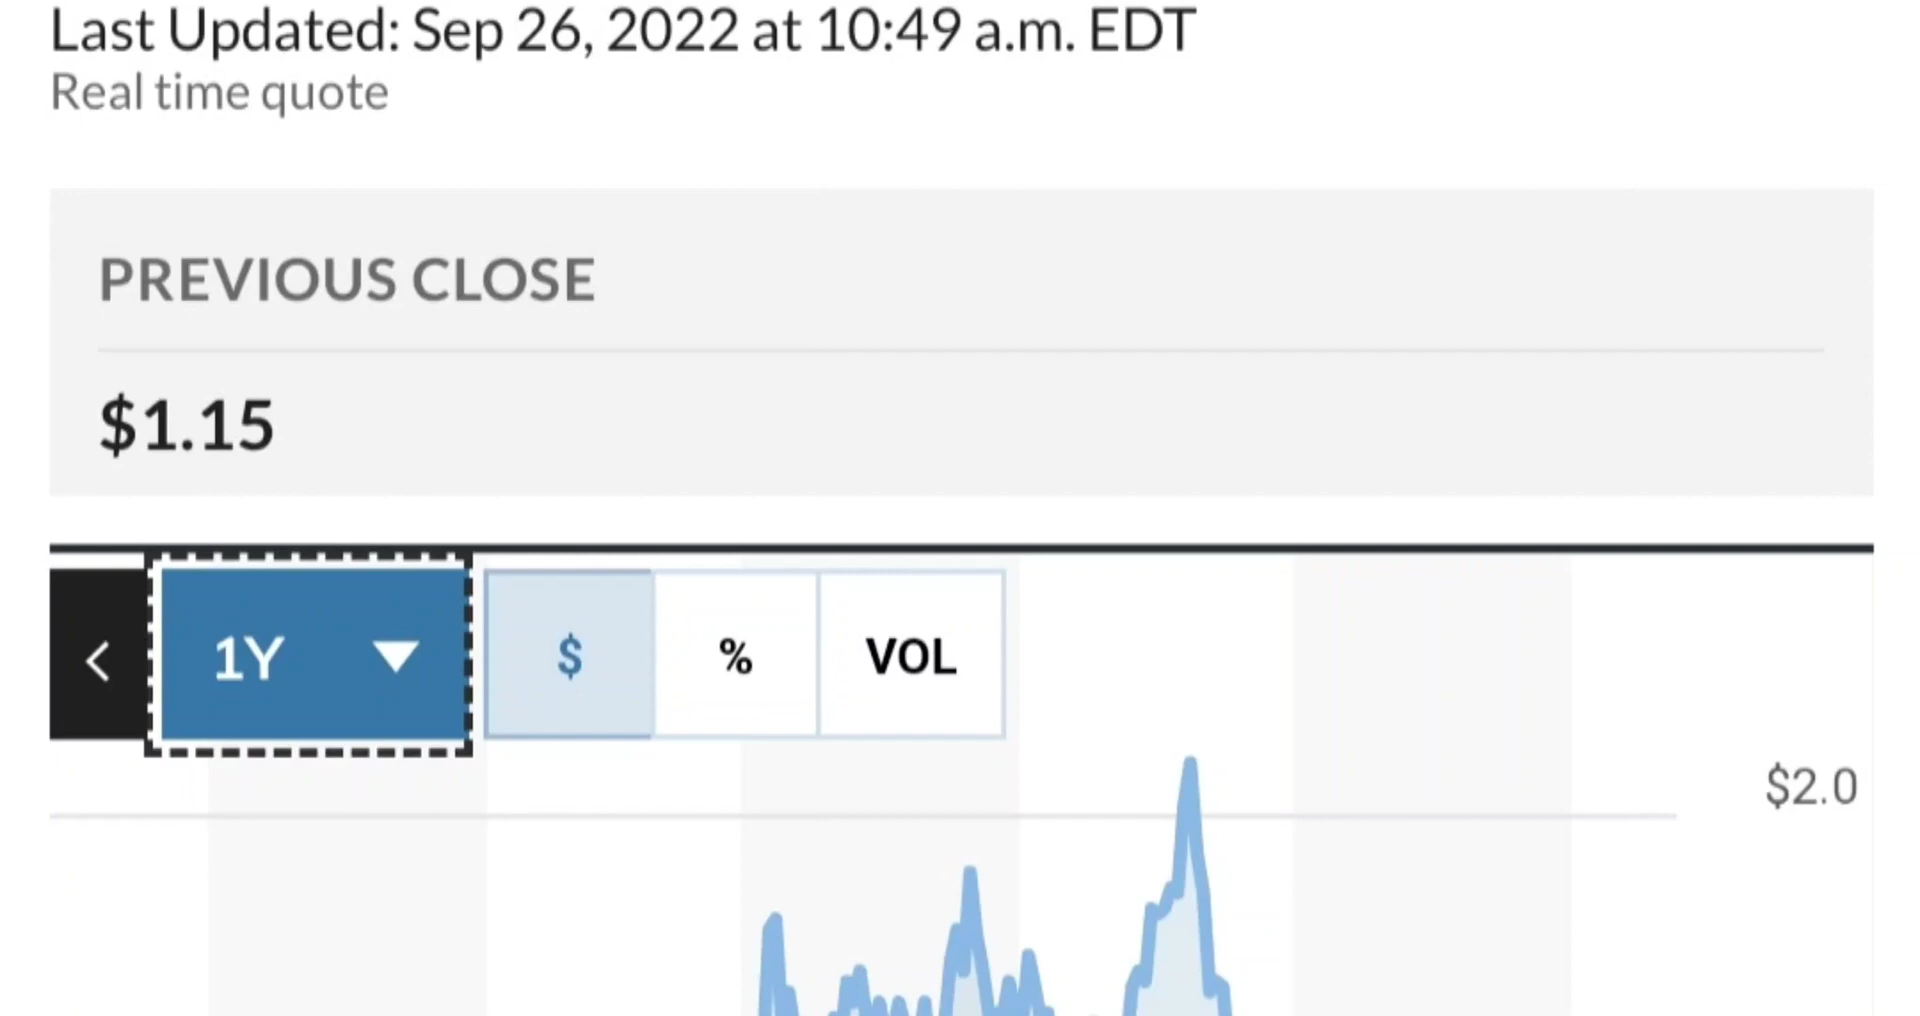 Last Updated: Sep 26, 2022 at 10:49 a.m. EDT
Real time quote
PREVIOUS CLOSE
$1.15
1Y $ % VOL
$2.0